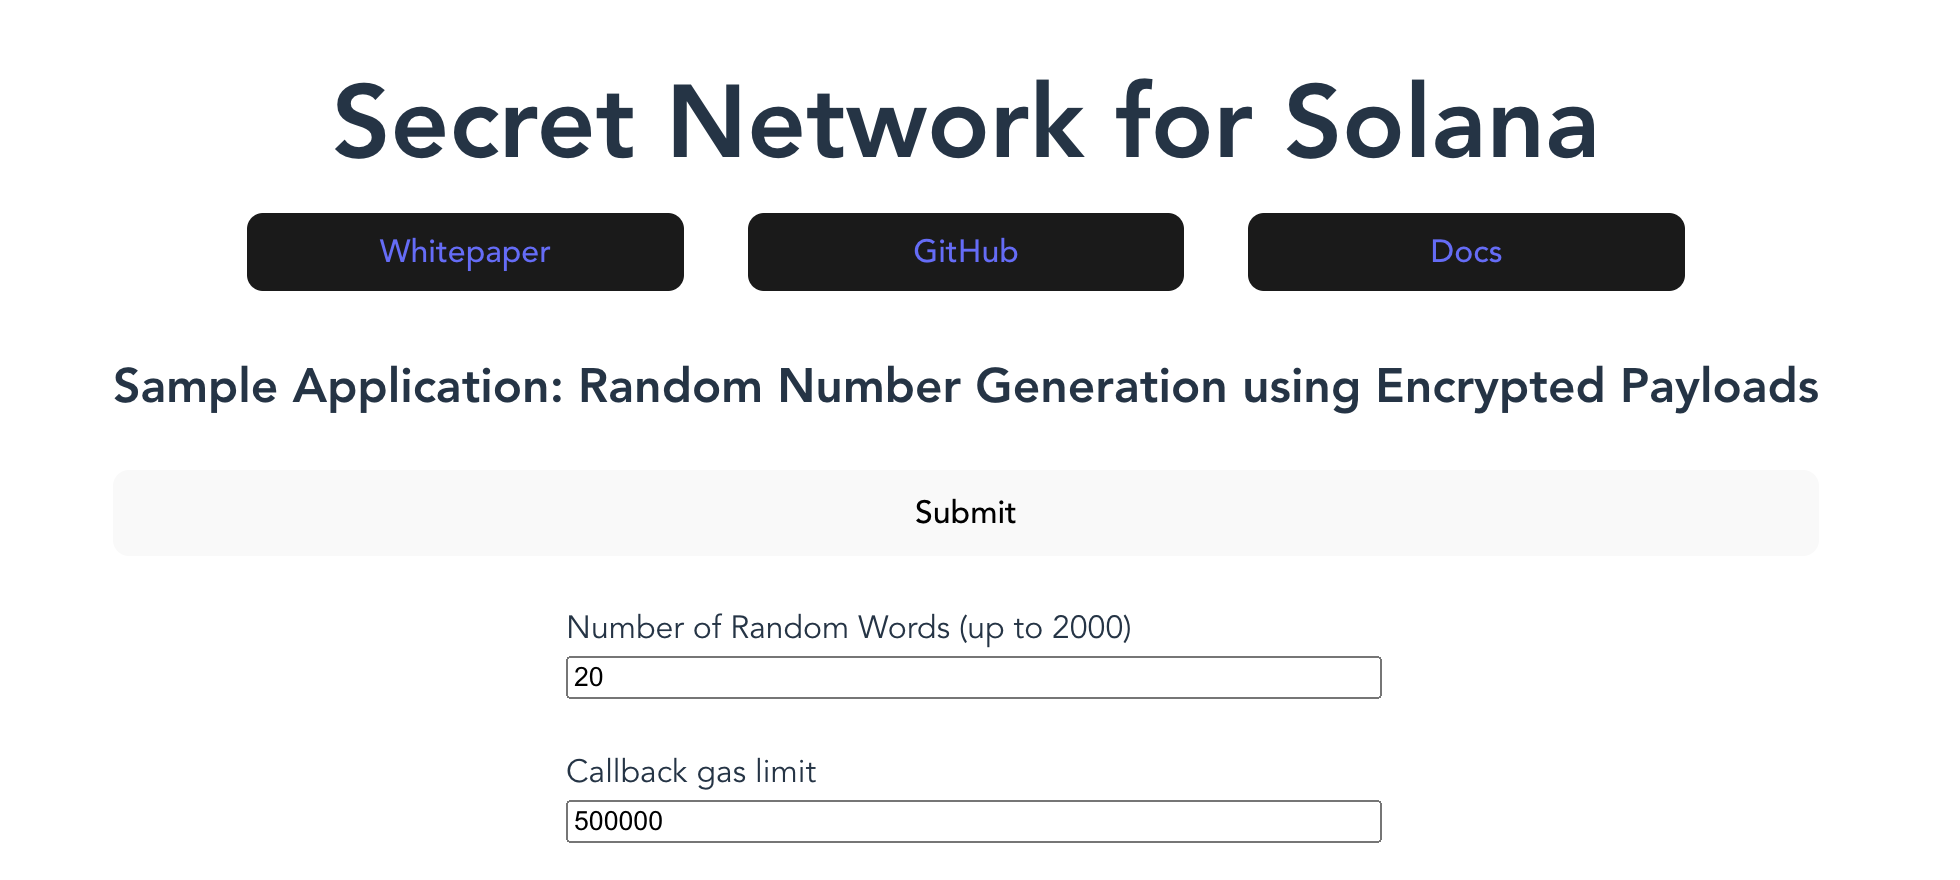 Secret Network for Solana
Whitepaper
GitHub
Docs
Sample Application: Random Number Generation using Encrypted Payloads
Submit
Number of Random Words (up to 2000)
20
Callback gas limit
500000